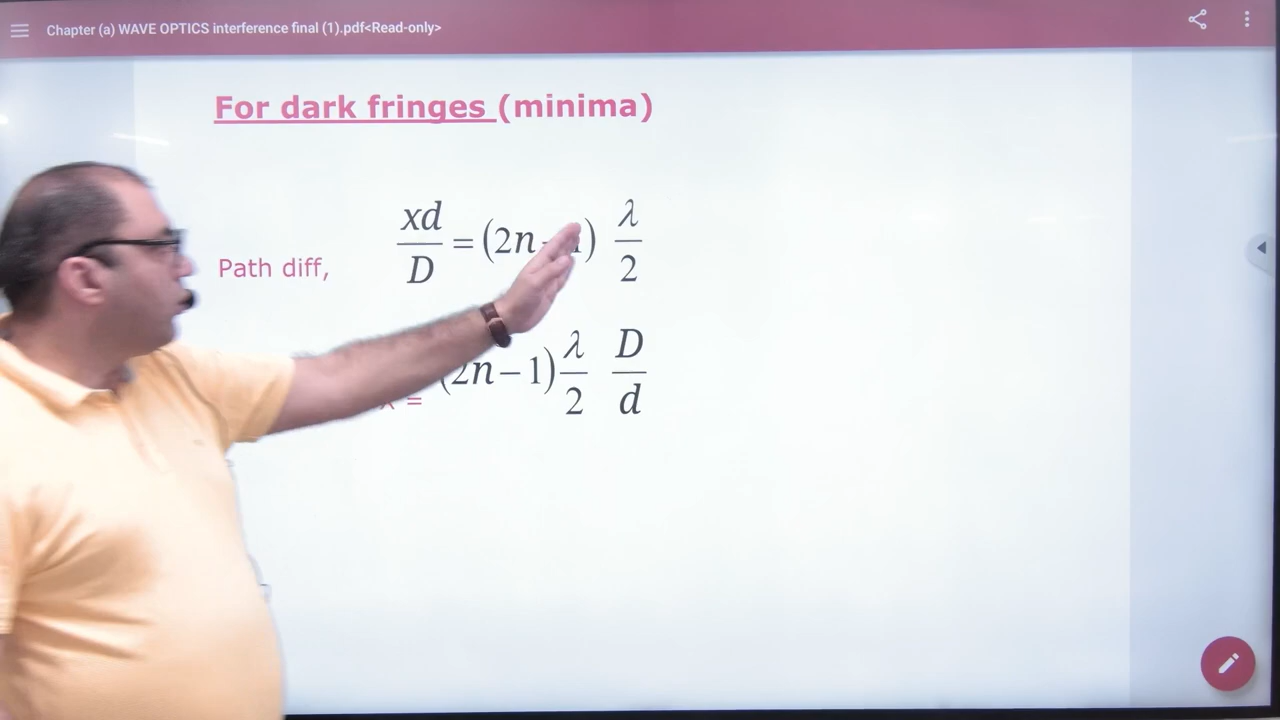 Chapter (a) WAVE OPTICS interference final (1).pdf<Read-only>
For dark fringes (minima)
Path diff, xd/D = (2n-1) λ/2
x = (2n-1) λ/2 D/d